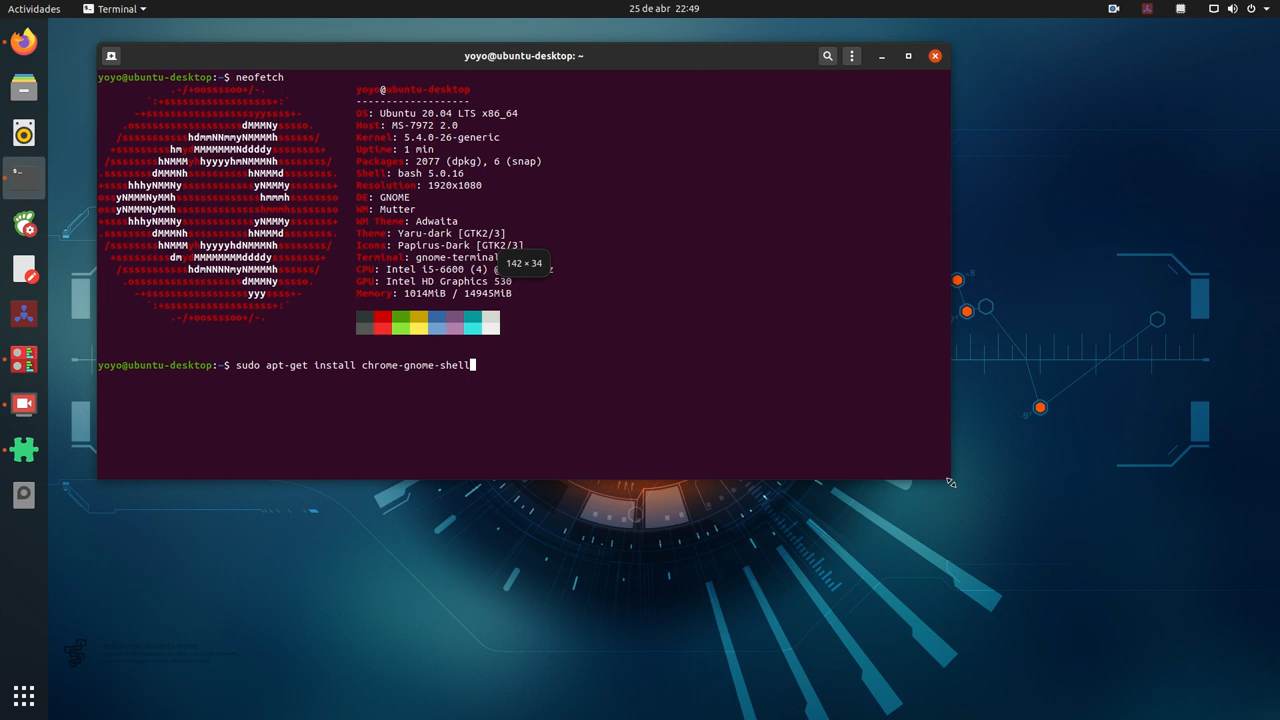 Actividades
Terminal
25 de abr 22:49
yoyo@ubuntu-desktop: ~
yoyo@ubuntu-desktop:~$ neofetch
.-/+oossssoo+/-.
yoyo@ubuntu-desktop
-------------------
OS: Ubuntu 20.04 LTS x86_64
Host: MS-7972 2.0
Kernel: 5.4.0-26-generic
Uptime: 1 min
Packages: 2077 (dpkg), 6 (snap)
Shell: bash 5.0.16
Resolution: 1920x1080
DE: GNOME
WM: Mutter
WM Theme: Adwaita
Theme: Yaru-dark [GTK2/3]
Icons: Papirus-Dark [GTK2/3]
Terminal: gnome-terminal
CPU: Intel i5-6600 (4) @
GPU: Intel HD Graphics 530
Memory: 1014MiB / 14945MiB
142 × 34
yoyo@ubuntu-desktop:~$ sudo apt-get install chrome-gnome-shell